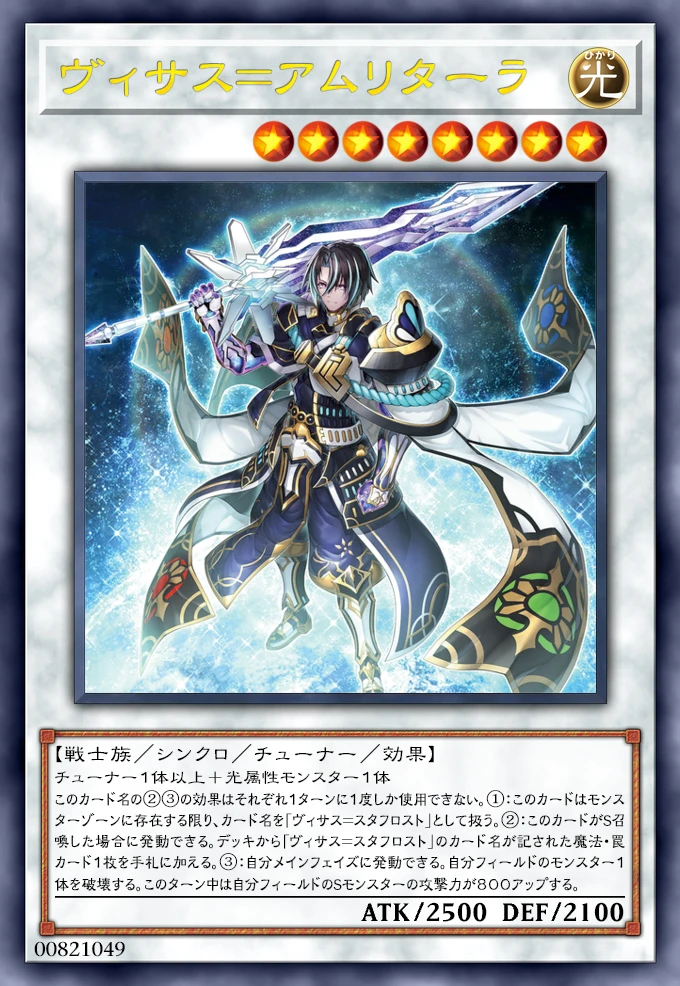 ヴィサス＝アムリターラ
ひかり
光
【戦士族／シンクロ／チューナー／効果】
チューナー１体以上＋光属性モンスター１体
このカード名の②③の効果はそれぞれ１ターンに１度しか使用できない。①：このカードはモンス
ターゾーンに存在する限り、カード名を「ヴィサス＝スタフロスト」として扱う。②：このカードがS召
喚した場合に発動できる。デッキから「ヴィサス＝スタフロスト」のカード名が記された魔法・罠
カード１枚を手札に加える。③：自分メインフェイズに発動できる。自分フィールドのモンスター１
体を破壊する。このターン中は自分フィールドのSモンスターの攻撃力が８００アップする。
ATK/2500 DEF/2100
00821049